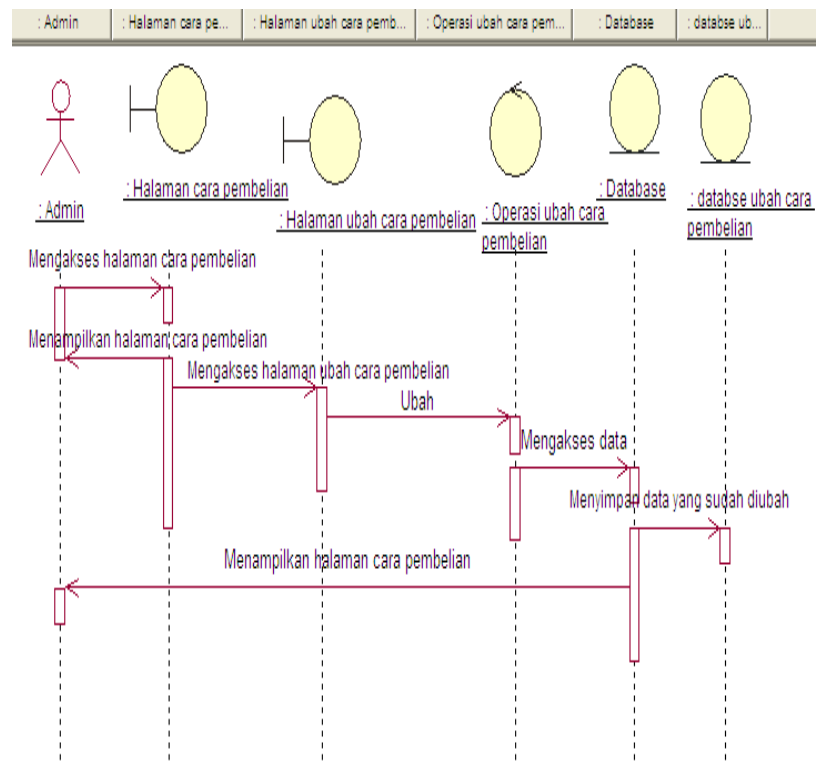 : Admin
: Halaman cara pe...
: Halaman ubah cara pemb...
: Operasi ubah cara pem...
: Database
: databse ub...
: Admin
: Halaman cara pembelian
: Halaman ubah cara pembelian
: Operasi ubah cara
pembelian
: Database
: databse ubah cara
pembelian
Mengakses halaman cara pembelian
Menampilkan halaman cara pembelian
Mengakses halaman ubah cara pembelian
Ubah
Mengakses data
Menyimpan data yang sudah diubah
Menampilkan halaman cara pembelian